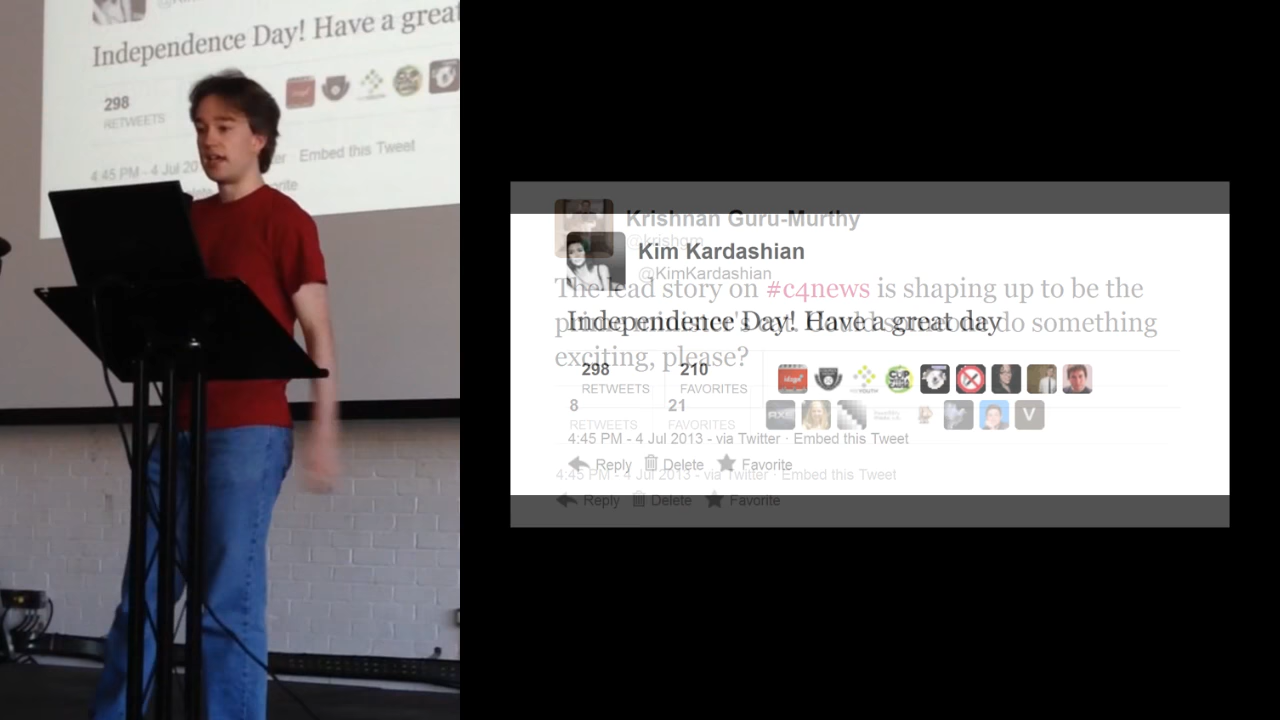 Independence Day! Have a great
298
RETWEETS
4:45 PM - 4 Jul 20 Embed this Tweet
Krishnan Guru-Murthy
@krishgm
Kim Kardashian
@KimKardashian
The lead story on #c4news is shaping up to be the
Independence Day! Have a great day
do something
exciting, please?
298 210
RETWEETS FAVORITES
8 21
RETWEETS FAVORITES
4:45 PM - 4 Jul 2013 - via Twitter · Embed this Tweet
Reply Delete Favorite
4:45 PM - 4 Jul 2013 - via Twitter · Embed this Tweet
Reply Delete Favorite